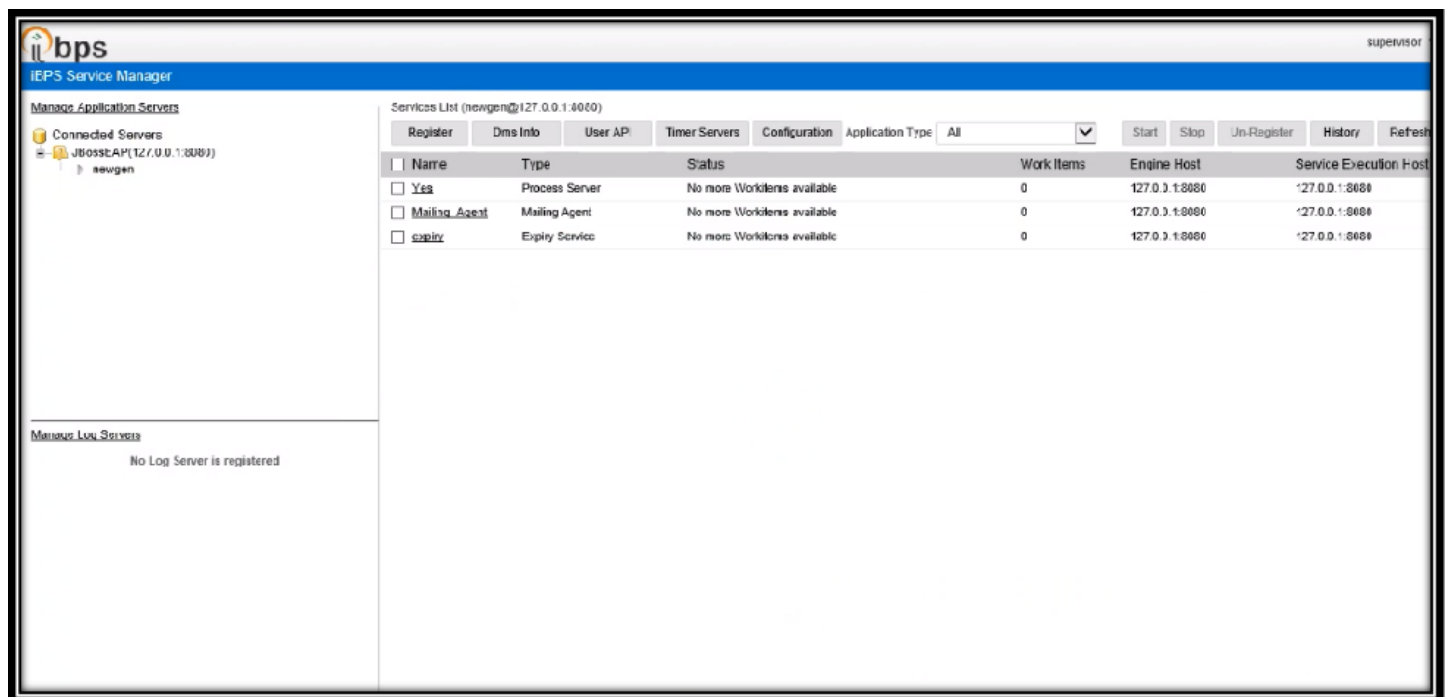 ibps
supervisor
iBPS Service Manager
Manage Application Servers
Connected Servers
JBossEAP(127.0.0.1:8080)
newgen
Services List (newgen@127.0.0.1:8080)
Register Dms Info User API Timer Servers Configuration Application Type All Start Stop Un-Register History Refresh
Name Type Status Work Items Engine Host Service Execution Host
Yes Process Server No more Workitems available 0 127.0.0.1:8080 127.0.0.1:8080
Mailing_Agent Mailing Agent No more Workitems available 0 127.0.0.1:8080 127.0.0.1:8080
expiry Expiry Service No more Workitems available 0 127.0.0.1:8080 127.0.0.1:8080
Manage Log Servers
No Log Server is registered